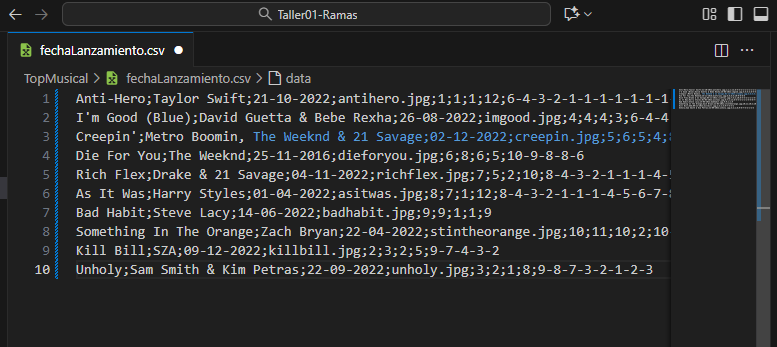 Taller01-Ramas
fechaLanzamiento.csv
TopMusical > fechaLanzamiento.csv > data
1 Anti-Hero;Taylor Swift;21-10-2022;antihero.jpg;1;1;1;12;6-4-3-2-1-1-1-1-1-1-1
2 I'm Good (Blue);David Guetta & Bebe Rexha;26-08-2022;imgood.jpg;4;4;4;3;6-4-4
3 Creepin';Metro Boomin, The Weeknd & 21 Savage;02-12-2022;creepin.jpg;5;6;5;4;8
4 Die For You;The Weeknd;25-11-2016;dieforyou.jpg;6;8;6;5;10-9-8-8-6
5 Rich Flex;Drake & 21 Savage;04-11-2022;richflex.jpg;7;5;2;10;8-4-3-2-1-1-1-4-5
6 As It Was;Harry Styles;01-04-2022;asitwas.jpg;8;7;1;12;8-4-3-2-1-1-1-4-5-6-7-8
7 Bad Habit;Steve Lacy;14-06-2022;badhabit.jpg;9;9;1;1;9
8 Something In The Orange;Zach Bryan;22-04-2022;stintheorange.jpg;10;11;10;2;10
9 Kill Bill;SZA;09-12-2022;killbill.jpg;2;3;2;5;9-7-4-3-2
10 Unholy;Sam Smith & Kim Petras;22-09-2022;unholy.jpg;3;2;1;8;9-8-7-3-2-1-2-3